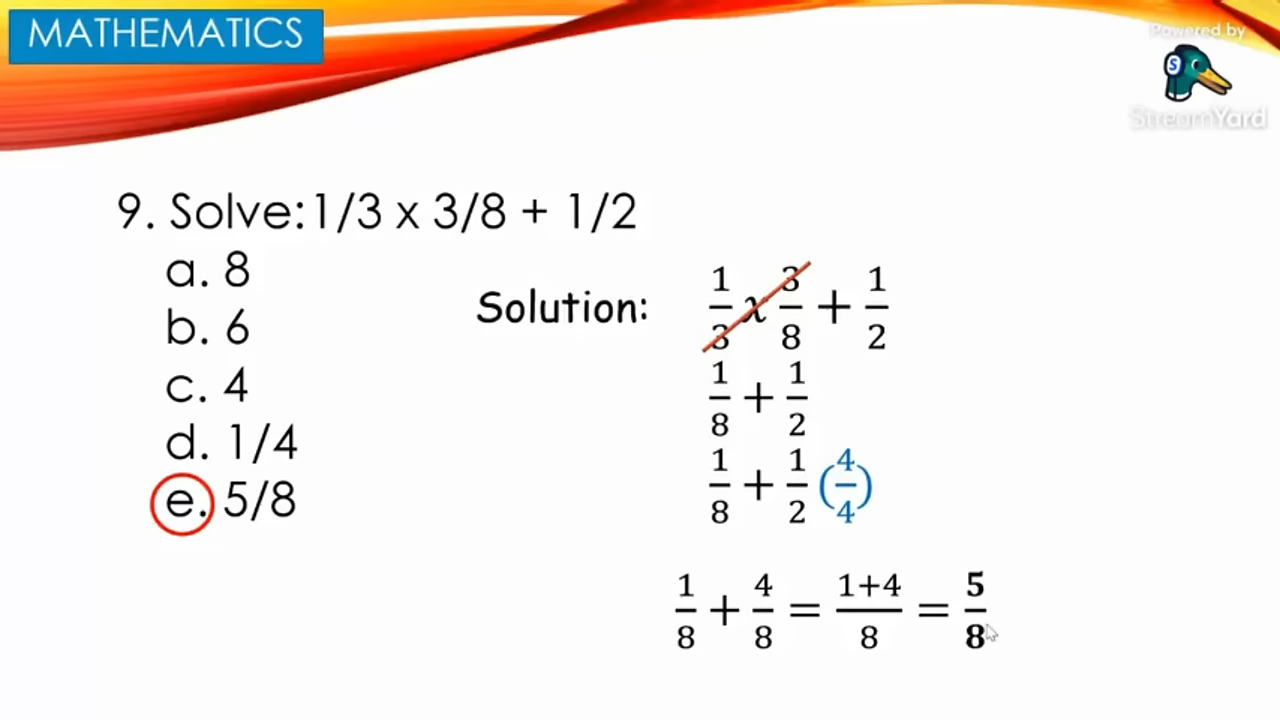 MATHEMATICS
Powered by
StreamYard
9. Solve:1/3 x 3/8 + 1/2
a. 8
b. 6
c. 4
d. 1/4
e. 5/8
Solution:
1/3 x 3/8 + 1/2
1/8 + 1/2
1/8 + 1/2 (4/4)
1/8 + 4/8 = 1+4/8 = 5/8